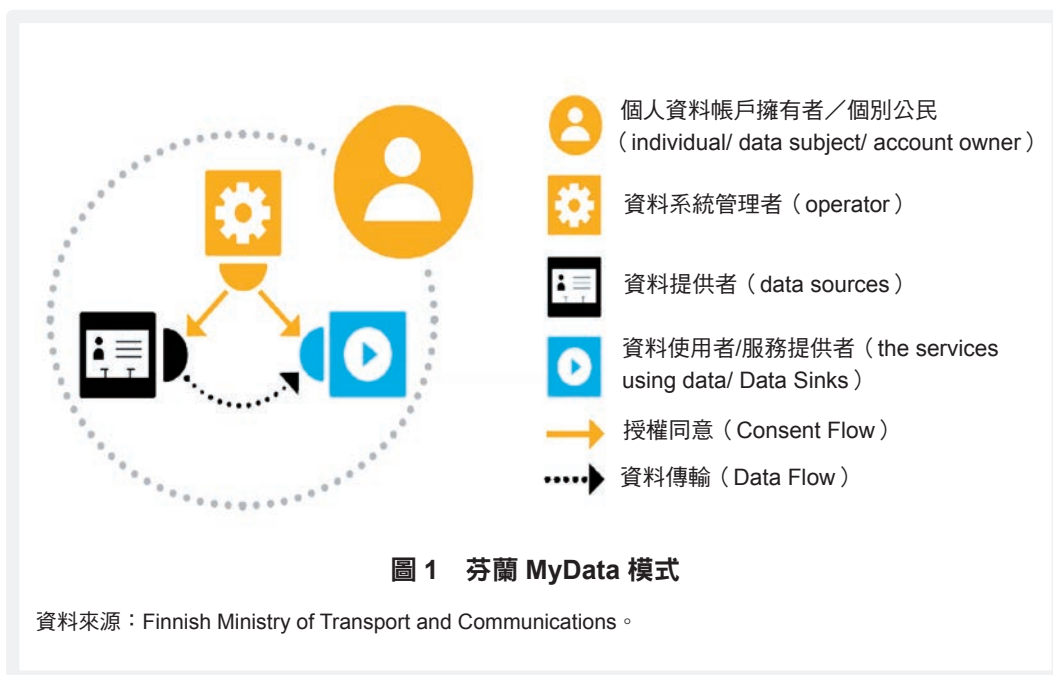 個人資料帳戶擁有者／個別公民
（individual/ data subject/ account owner）
資料系統管理者（operator）
資料提供者（data sources）
資料使用者/服務提供者（the services
using data/ Data Sinks）
授權同意（Consent Flow）
資料傳輸（Data Flow）
圖 1　芬蘭 MyData 模式
資料來源：Finnish Ministry of Transport and Communications。